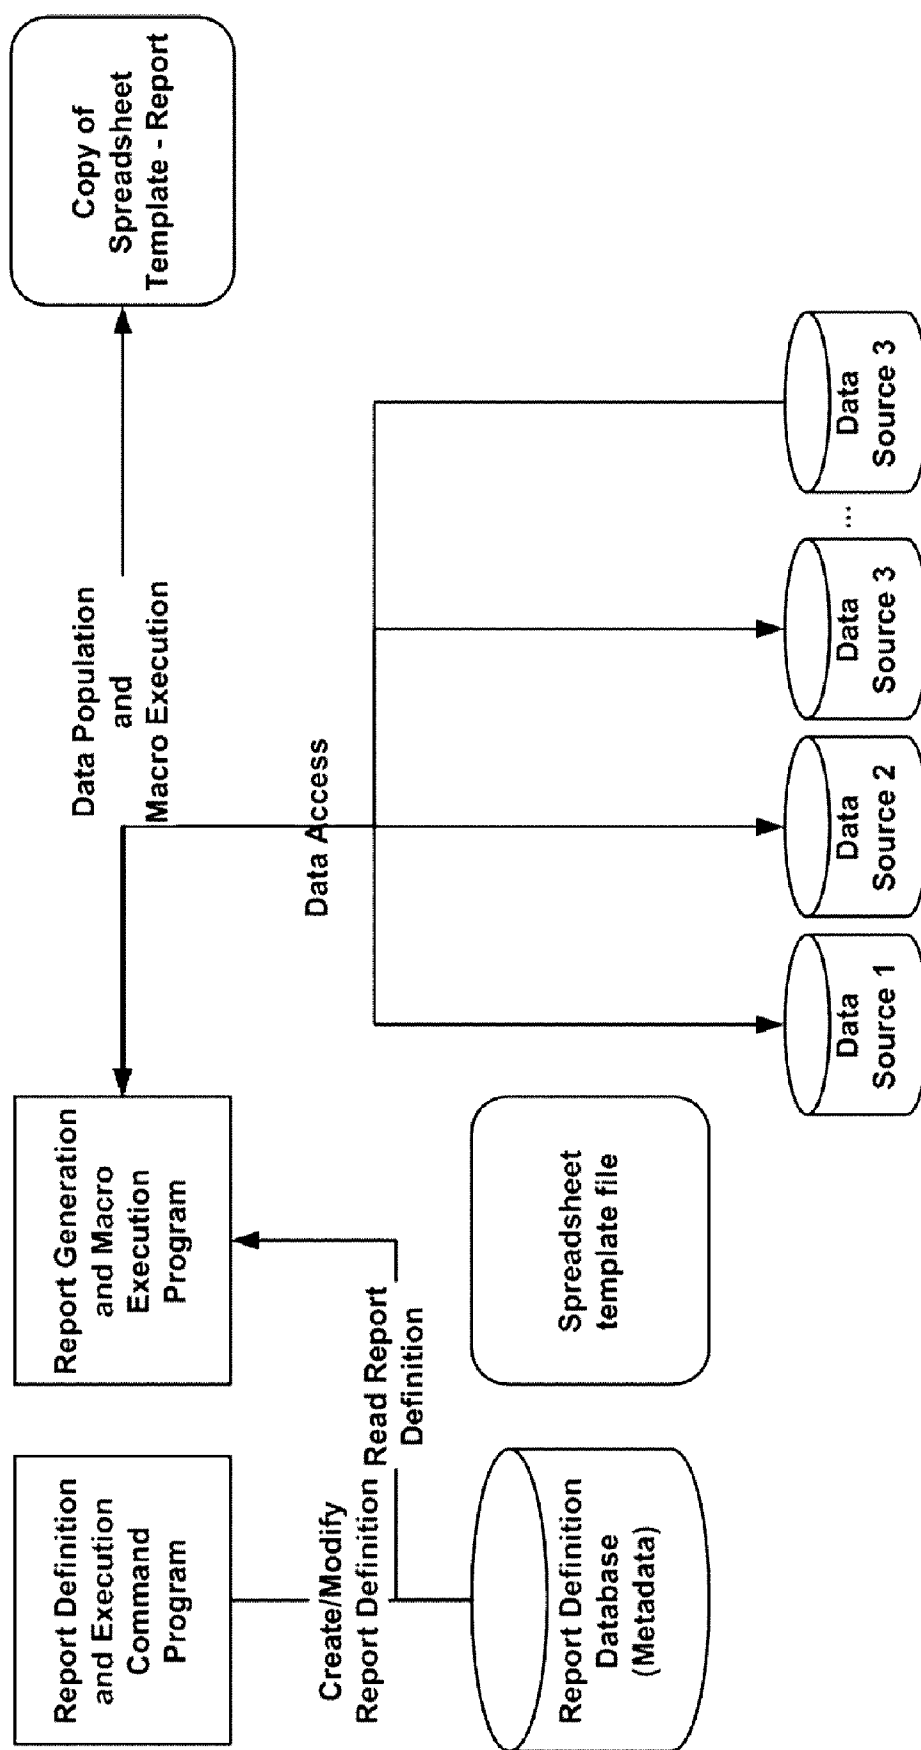 Report Definition
and Execution
Command
Program
Report Generation
and Macro
Execution
Program
Data Population
and
Macro Execution
Copy of
Spreadsheet
Template - Report
Create/Modify
Report Definition
Read Report
Definition
Data Access
Report Definition
Database
(Metadata)
Spreadsheet
template file
Data
Source 1
Data
Source 2
Data
Source 3
...
Data
Source 3